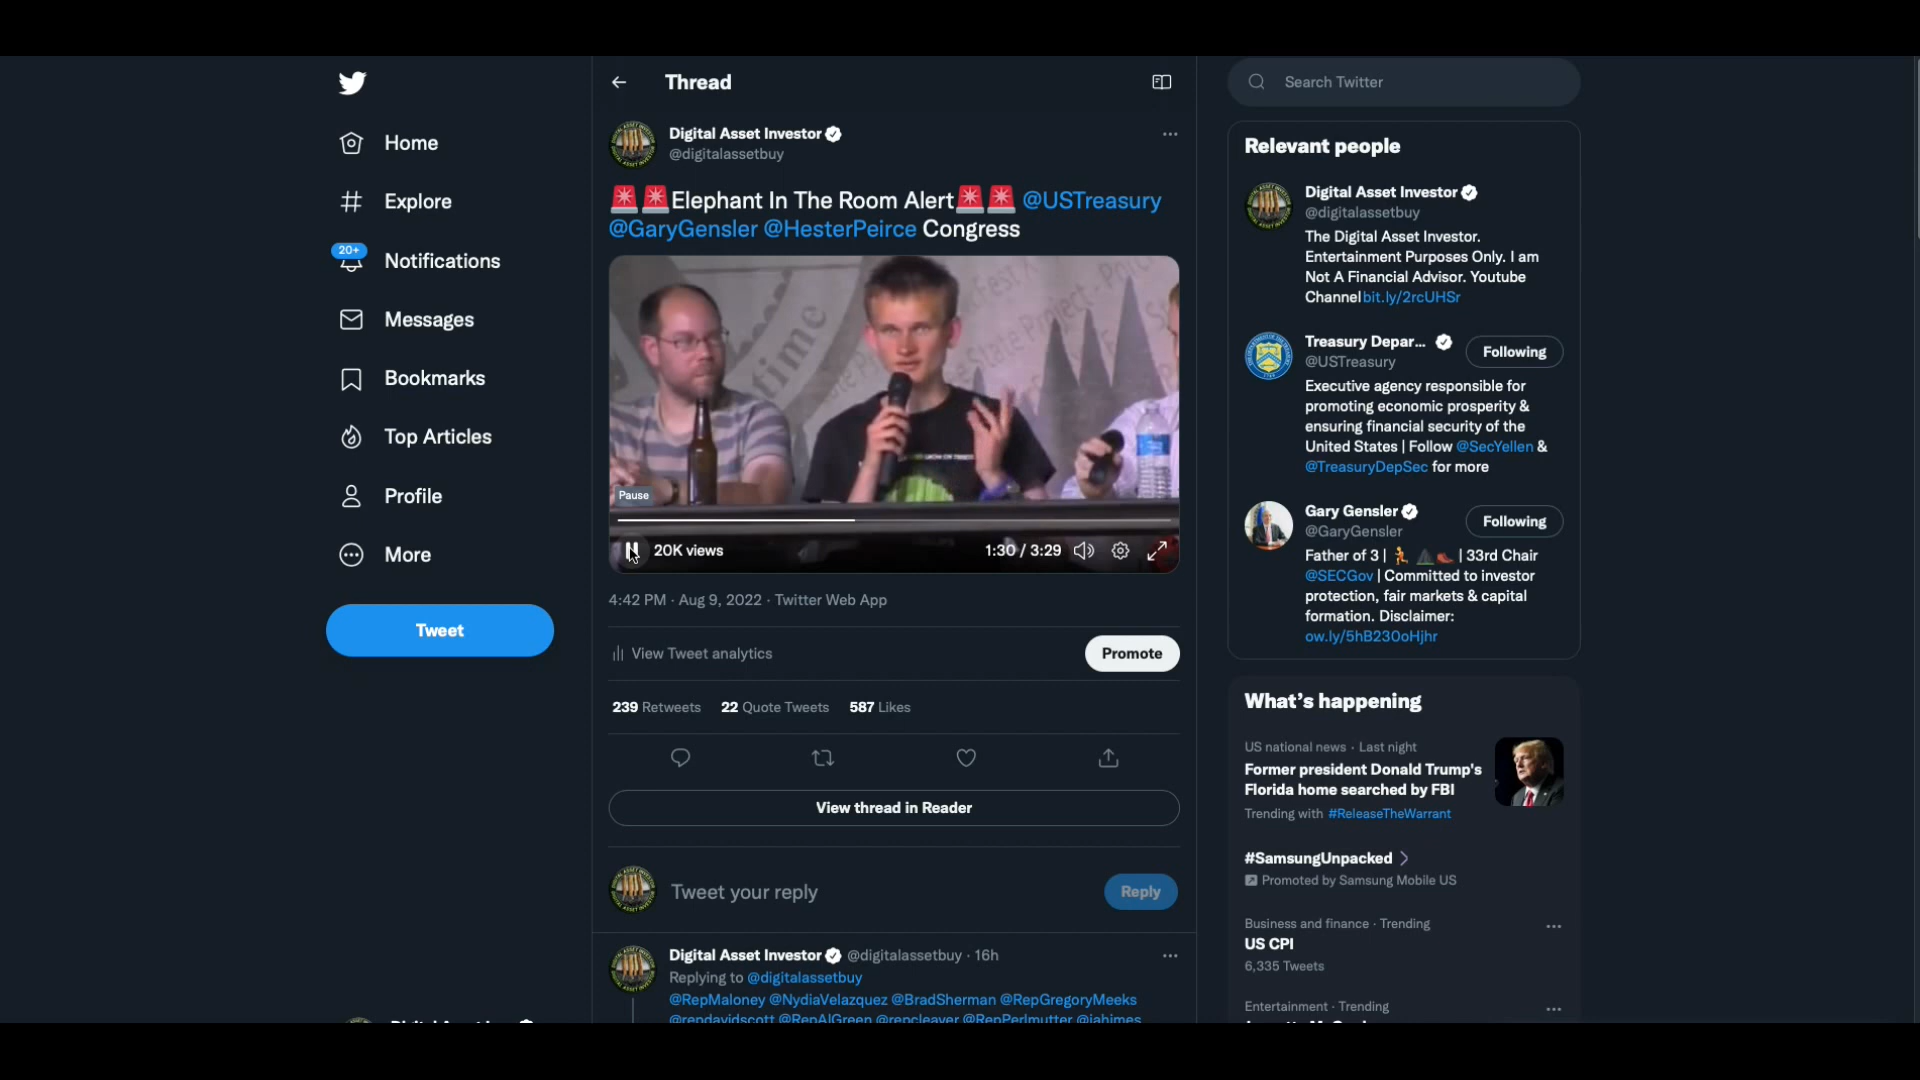 Home
Explore
20+
Notifications
Messages
Bookmarks
Top Articles
Profile
More
Tweet
Thread
Digital Asset Investor
@digitalassetbuy
🚨🚨Elephant In The Room Alert🚨🚨 @USTreasury
@GaryGensler @HesterPeirce Congress
time
Pause
20K views
1:30 / 3:29
4:42 PM · Aug 9, 2022 · Twitter Web App
View Tweet analytics
Promote
239 Retweets 22 Quote Tweets 587 Likes
View thread in Reader
Tweet your reply
Reply
Digital Asset Investor @digitalassetbuy · 16h
Replying to @digitalassetbuy
@RepMaloney @NydiaVelazquez @BradSherman @RepGregoryMeeks
@repdavidscott @RepAlGreen @repcleaver @RepPerlmutter @jahimes
Search Twitter
Relevant people
Digital Asset Investor
@digitalassetbuy
The Digital Asset Investor.
Entertainment Purposes Only. I am
Not A Financial Advisor. Youtube
Channel bit.ly/2rcUHSr
Treasury Depar...
@USTreasury
Following
Executive agency responsible for
promoting economic prosperity &
ensuring financial security of the
United States | Follow @SecYellen &
@TreasuryDepSec for more
Gary Gensler
@GaryGensler
Following
Father of 3 | 🏃 ⛰️🥾 | 33rd Chair
@SECGov | Committed to investor
protection, fair markets & capital
formation. Disclaimer:
ow.ly/5hB230oHjhr
What's happening
US national news · Last night
Former president Donald Trump's
Florida home searched by FBI
Trending with #ReleaseTheWarrant
#SamsungUnpacked
Promoted by Samsung Mobile US
Business and finance · Trending
US CPI
6,335 Tweets
Entertainment · Trending